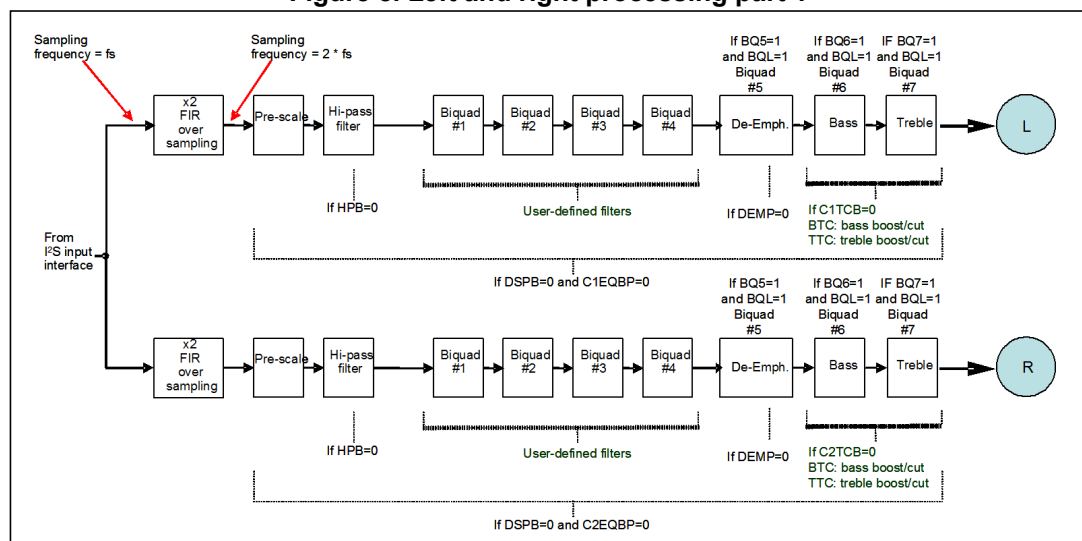 Figure 6. Left and right processing part 1
Sampling
frequency = fs
Sampling
frequency = 2 * fs
If BQ5=1
and BQL=1
Biquad
#5
If BQ6=1
and BQL=1
Biquad
#6
IF BQ7=1
and BQL=1
Biquad
#7
x2
FIR
over
sampling
Pre-scale
Hi-pass
filter
Biquad
#1
Biquad
#2
Biquad
#3
Biquad
#4
De-Emph.
Bass
Treble
L
If HPB=0
User-defined filters
If DEMP=0
If C1TCB=0
BTC: bass boost/cut
TTC: treble boost/cut
From
I²S input
interface
If DSPB=0 and C1EQBP=0
If BQ5=1
and BQL=1
Biquad
#5
If BQ6=1
and BQL=1
Biquad
#6
IF BQ7=1
and BQL=1
Biquad
#7
x2
FIR
over
sampling
Pre-scale
Hi-pass
filter
Biquad
#1
Biquad
#2
Biquad
#3
Biquad
#4
De-Emph.
Bass
Treble
R
If HPB=0
User-defined filters
If DEMP=0
If C2TCB=0
BTC: bass boost/cut
TTC: treble boost/cut
If DSPB=0 and C2EQBP=0